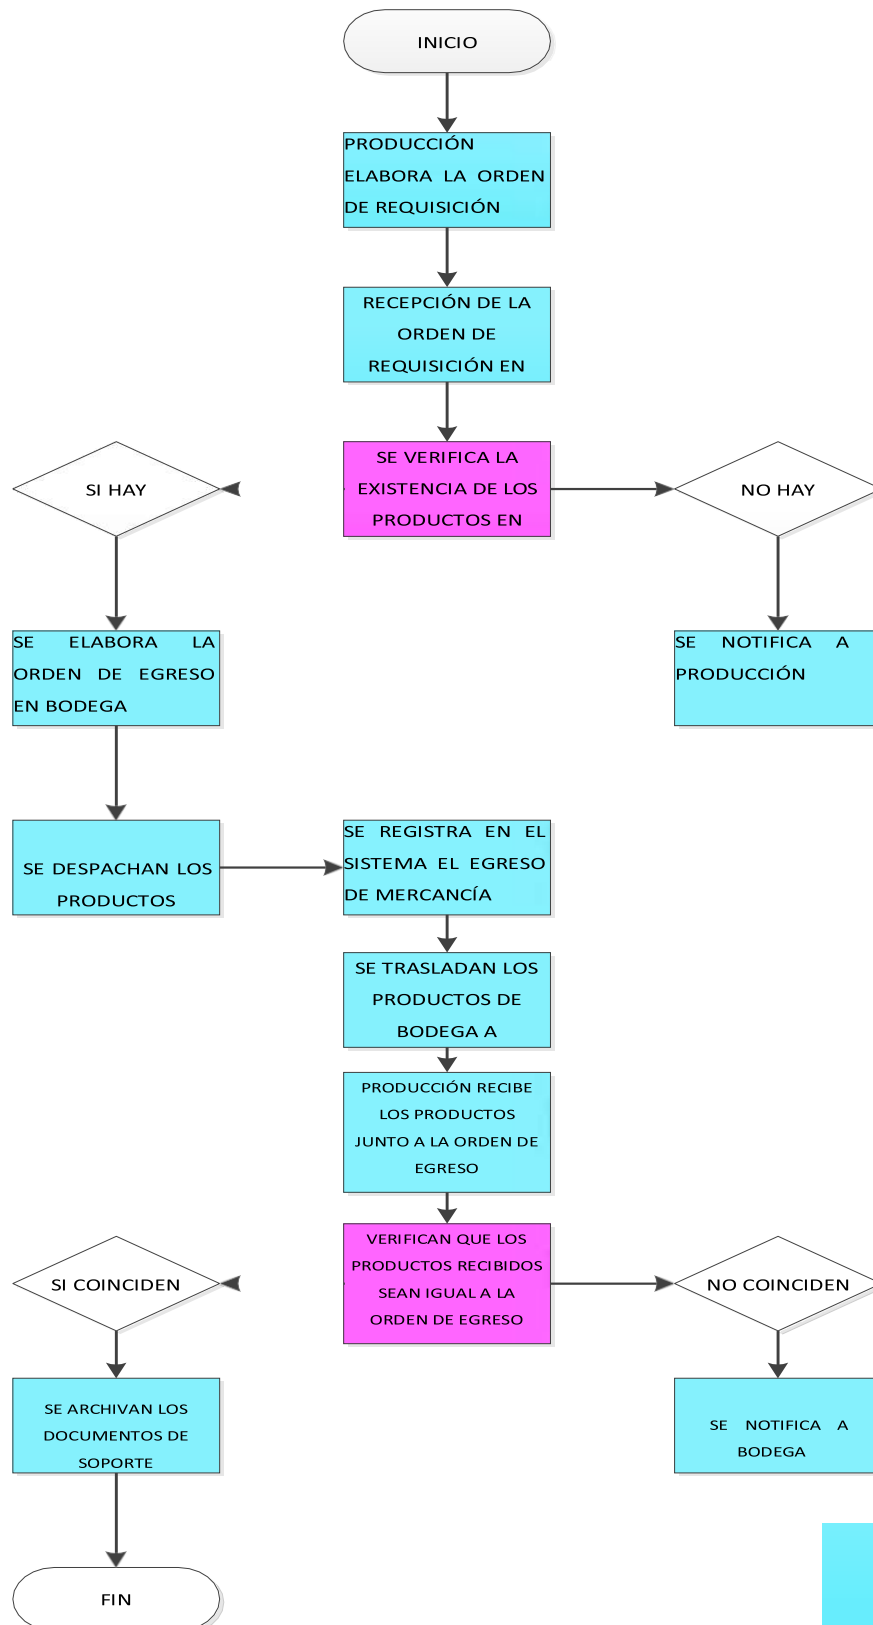 INICIO
PRODUCCIÓN
ELABORA LA ORDEN
DE REQUISICIÓN
RECEPCIÓN DE LA
ORDEN DE
REQUISICIÓN EN
SE VERIFICA LA
EXISTENCIA DE LOS
PRODUCTOS EN
SI HAY
NO HAY
SE ELABORA LA
ORDEN DE EGRESO
EN BODEGA
SE NOTIFICA A
PRODUCCIÓN
SE DESPACHAN LOS
PRODUCTOS
SE REGISTRA EN EL
SISTEMA EL EGRESO
DE MERCANCÍA
SE TRASLADAN LOS
PRODUCTOS DE
BODEGA A
PRODUCCIÓN RECIBE
LOS PRODUCTOS
JUNTO A LA ORDEN DE
EGRESO
VERIFICAN QUE LOS
PRODUCTOS RECIBIDOS
SEAN IGUAL A LA
ORDEN DE EGRESO
SI COINCIDEN
NO COINCIDEN
SE ARCHIVAN LOS
DOCUMENTOS DE
SOPORTE
SE NOTIFICA A
BODEGA
FIN